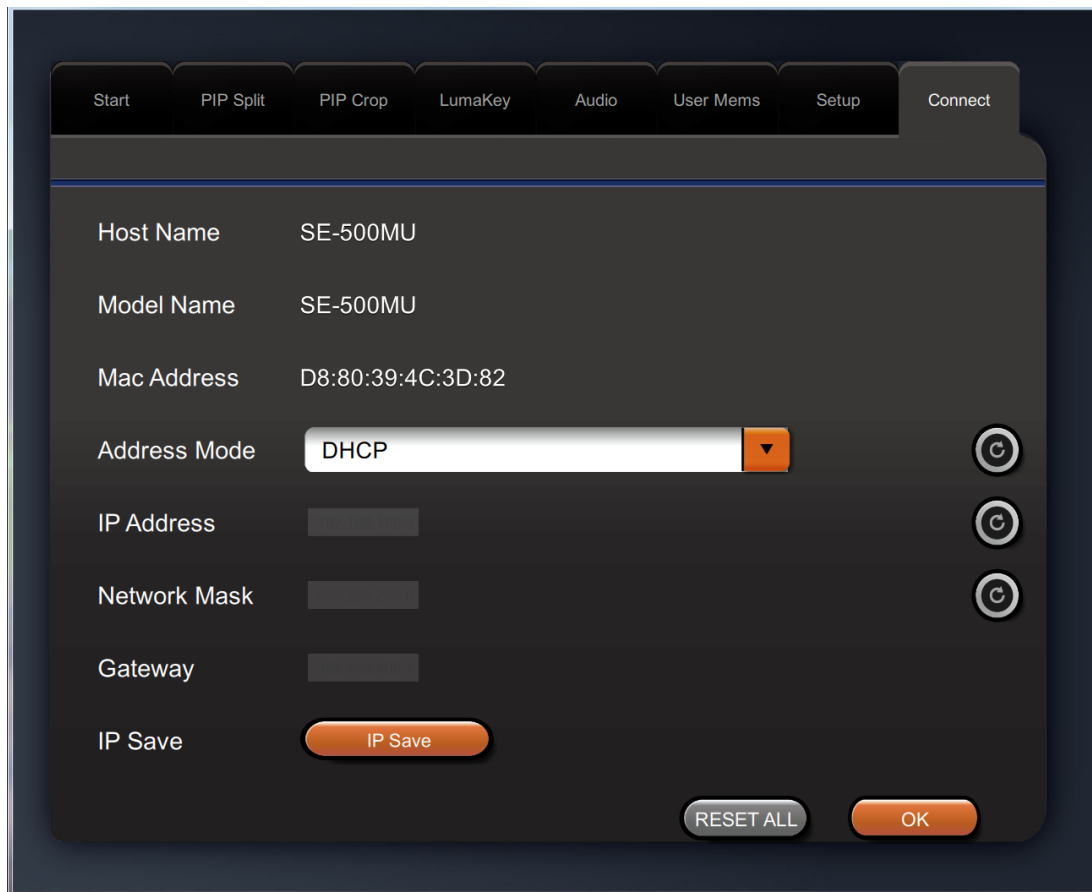 Start PIP Split PIP Crop LumaKey Audio User Mems Setup Connect
Host Name SE-500MU
Model Name SE-500MU
Mac Address D8:80:39:4C:3D:82
Address Mode DHCP
IP Address
Network Mask
Gateway
IP Save IP Save
RESET ALL OK